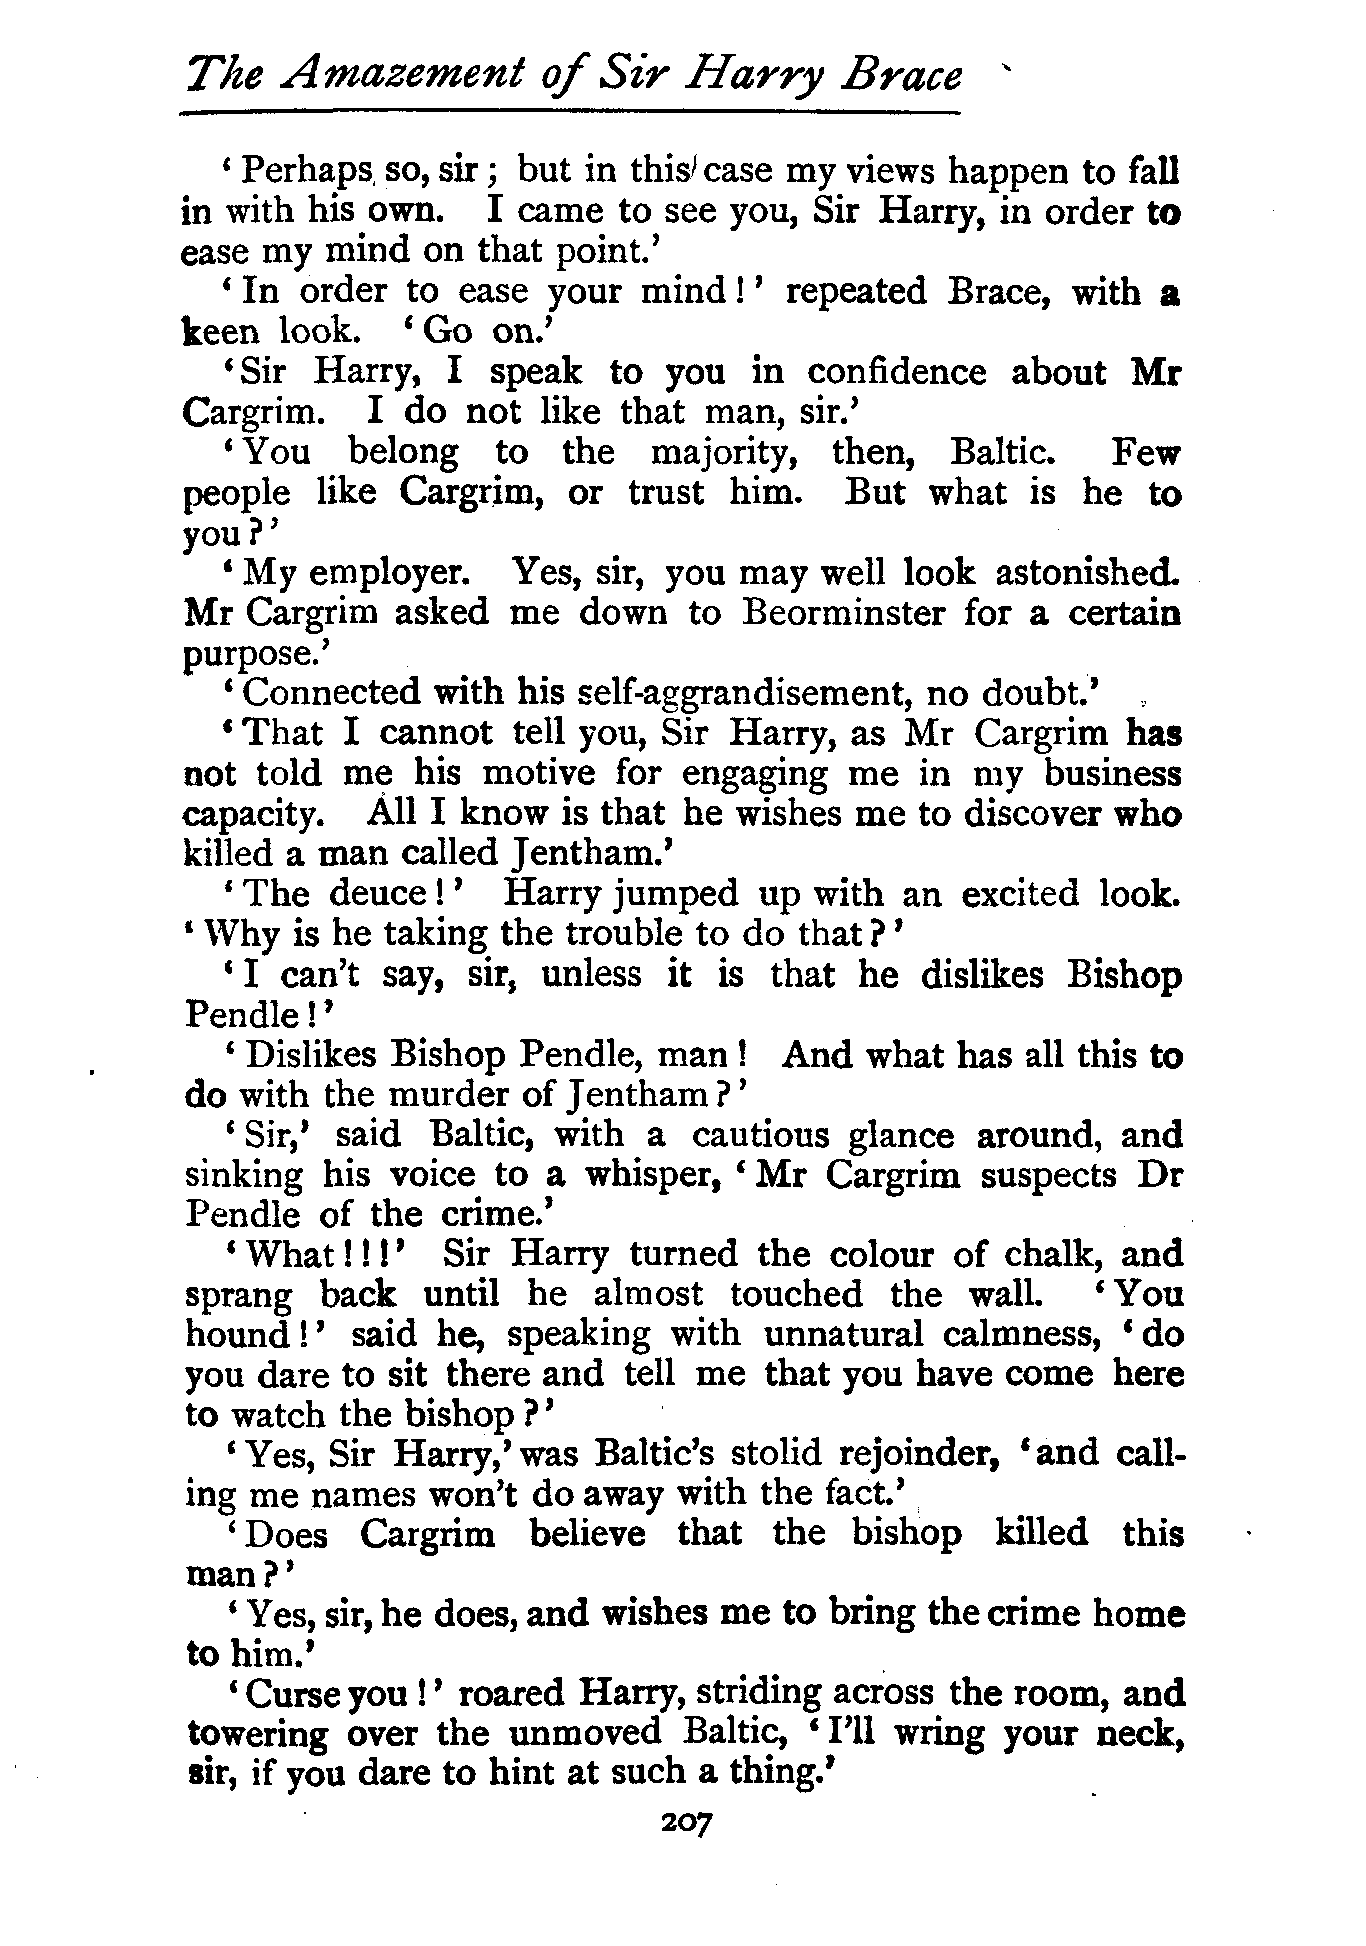 The Amazement of Sir Harry Brace
‘Perhaps so, sir; but in this case my views happen to fall
in with his own. I came to see you, Sir Harry, in order to
ease my mind on that point.’
‘In order to ease your mind!’ repeated Brace, with a
keen look. ‘Go on.’
‘Sir Harry, I speak to you in confidence about Mr
Cargrim. I do not like that man, sir.’
‘You belong to the majority, then, Baltic. Few
people like Cargrim, or trust him. But what is he to
you?’
‘My employer. Yes, sir, you may well look astonished.
Mr Cargrim asked me down to Beorminster for a certain
purpose.’
‘Connected with his self-aggrandisement, no doubt.’
‘That I cannot tell you, Sir Harry, as Mr Cargrim has
not told me his motive for engaging me in my business
capacity. All I know is that he wishes me to discover who
killed a man called Jentham.’
‘The deuce!’ Harry jumped up with an excited look.
‘Why is he taking the trouble to do that?’
‘I can’t say, sir, unless it is that he dislikes Bishop
Pendle!’
‘Dislikes Bishop Pendle, man! And what has all this to
do with the murder of Jentham?’
‘Sir,’ said Baltic, with a cautious glance around, and
sinking his voice to a whisper, ‘Mr Cargrim suspects Dr
Pendle of the crime.’
‘What!!!’ Sir Harry turned the colour of chalk, and
sprang back until he almost touched the wall. ‘You
hound!’ said he, speaking with unnatural calmness, ‘do
you dare to sit there and tell me that you have come here
to watch the bishop?’
‘Yes, Sir Harry,’ was Baltic’s stolid rejoinder, ‘and call-
ing me names won’t do away with the fact.’
‘Does Cargrim believe that the bishop killed this
man?’
‘Yes, sir, he does, and wishes me to bring the crime home
to him.’
‘Curse you!’ roared Harry, striding across the room, and
towering over the unmoved Baltic, ‘I’ll wring your neck,
sir, if you dare to hint at such a thing.’
207